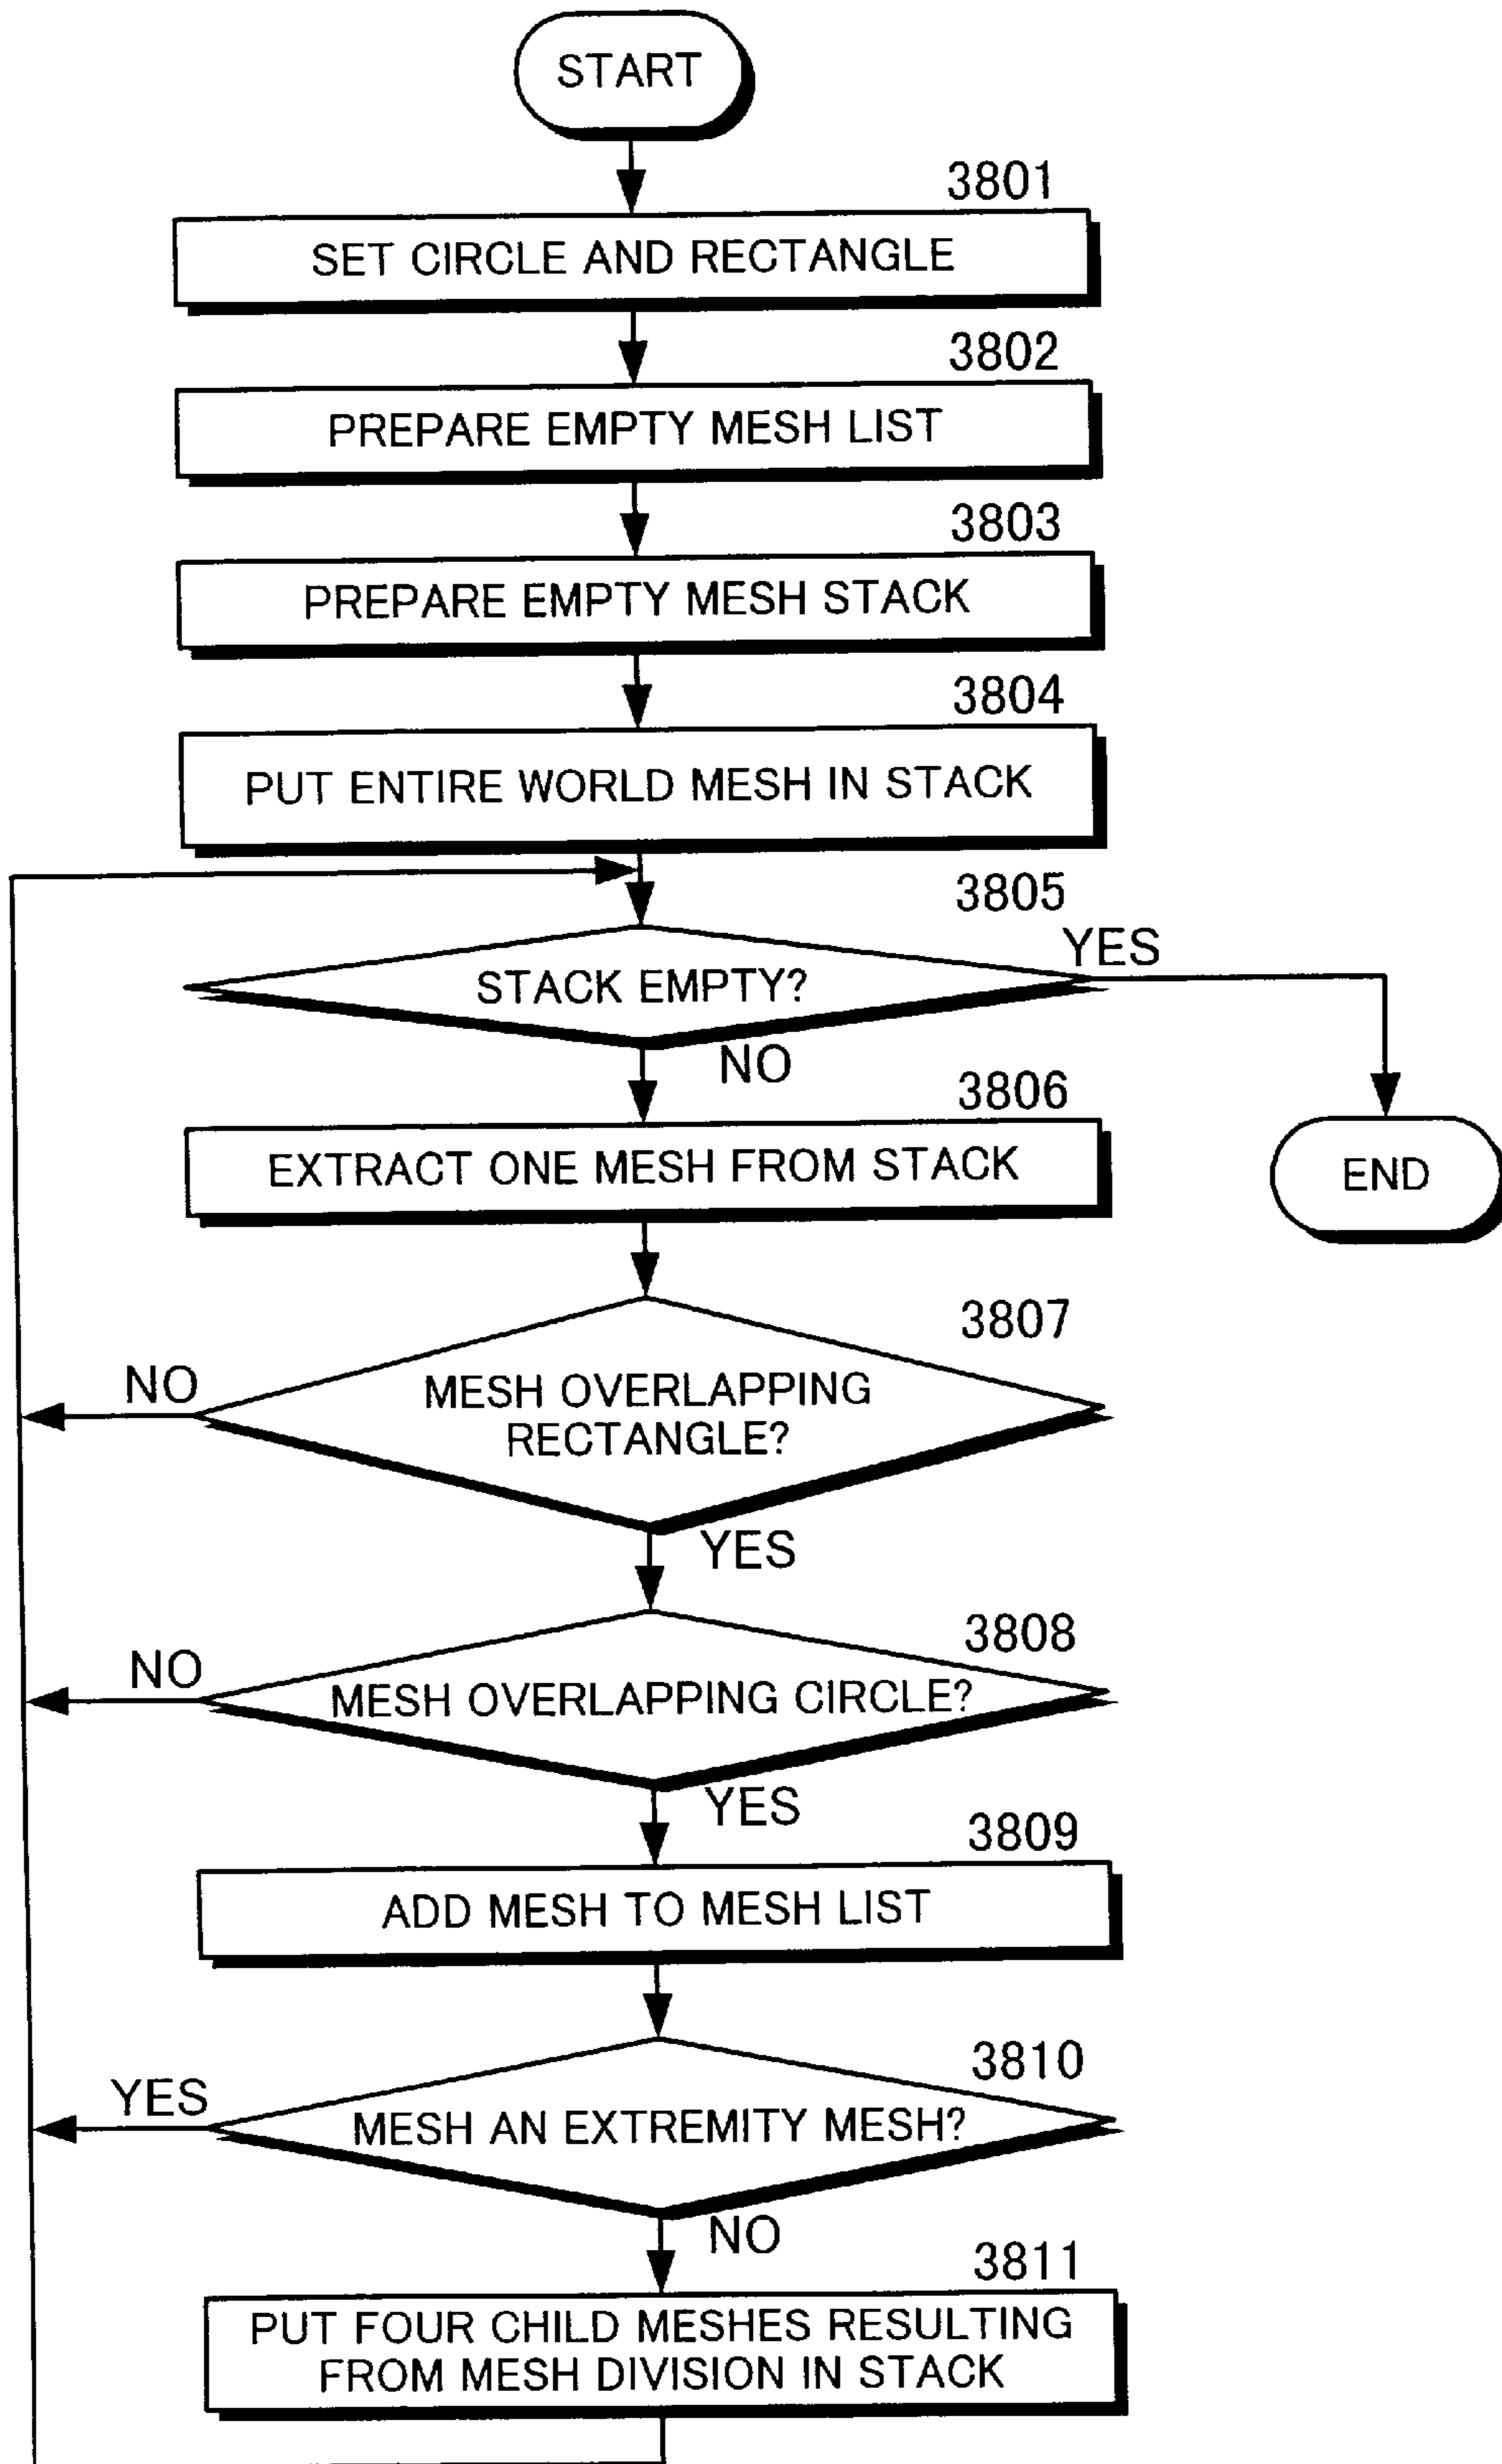 START
3801
SET CIRCLE AND RECTANGLE
3802
PREPARE EMPTY MESH LIST
3803
PREPARE EMPTY MESH STACK
3804
PUT ENTIRE WORLD MESH IN STACK
3805
YES
STACK EMPTY?
NO
3806
EXTRACT ONE MESH FROM STACK
END
3807
NO
MESH OVERLAPPING
RECTANGLE?
YES
3808
NO
MESH OVERLAPPING CIRCLE?
YES
3809
ADD MESH TO MESH LIST
3810
YES
MESH AN EXTREMITY MESH?
NO
3811
PUT FOUR CHILD MESHES RESULTING
FROM MESH DIVISION IN STACK